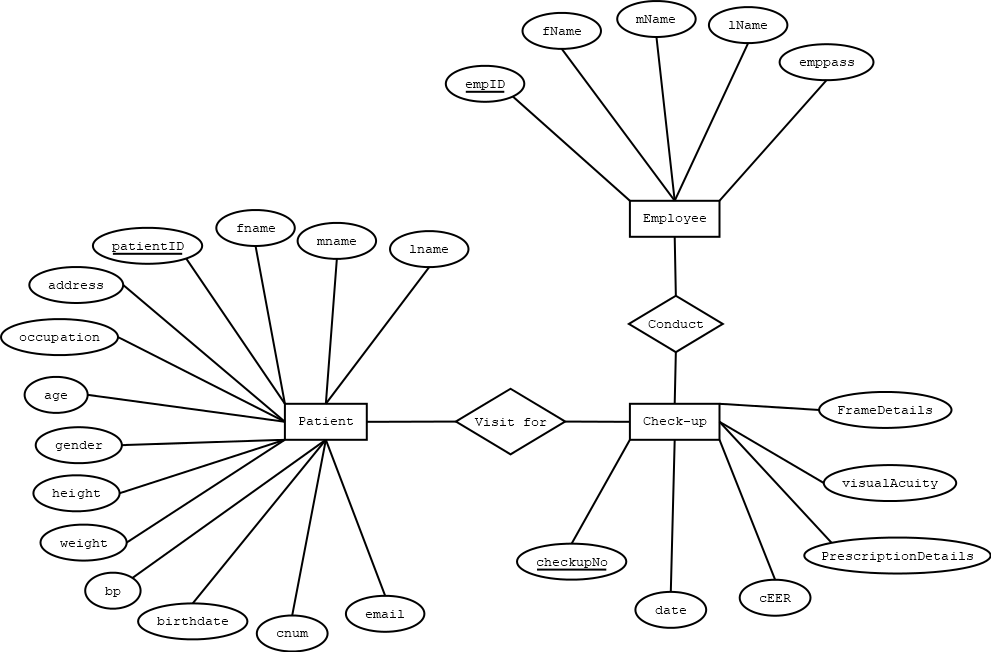 mName
lName
fName
emppass
empID
Employee
fname
mname
patientID
lname
address
occupation
Conduct
age
FrameDetails
Patient
Visit for
Check-up
gender
visualAcuity
height
weight
PrescriptionDetails
checkupNo
bp
cEER
date
email
birthdate
cnum